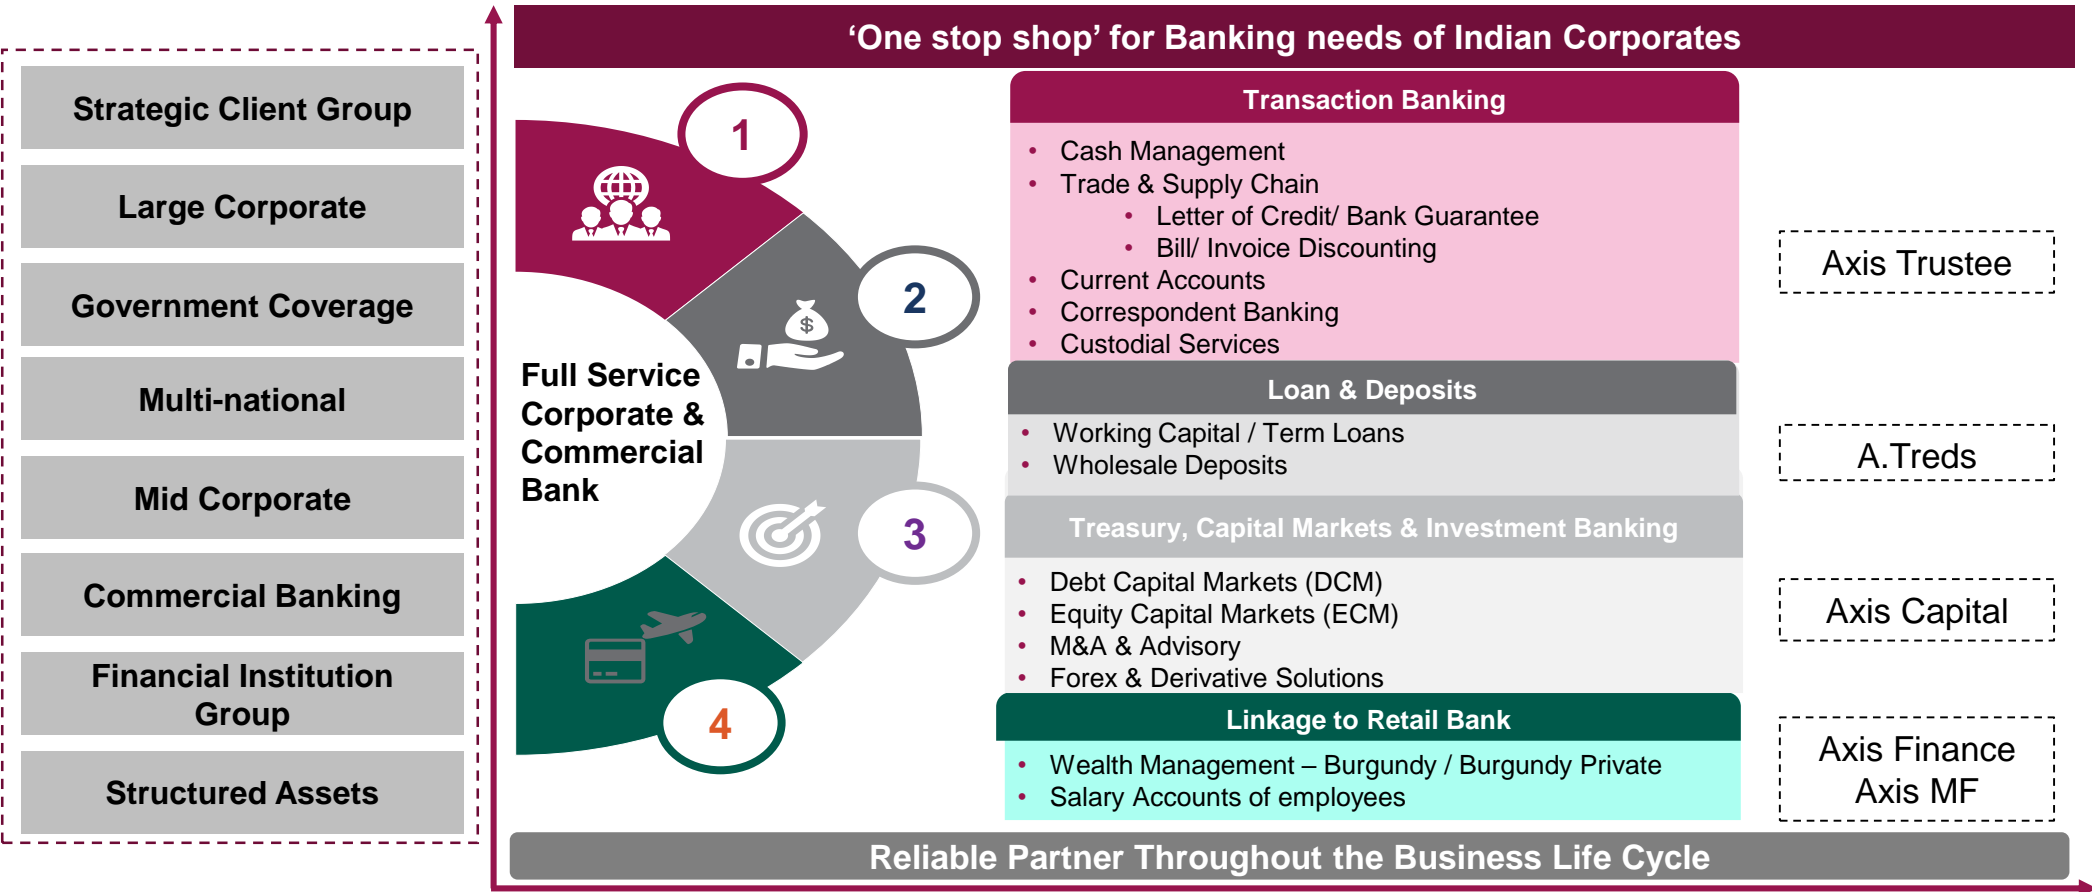 ‘One stop shop’ for Banking needs of Indian Corporates
Strategic Client Group
Large Corporate
Government Coverage
Multi-national
Mid Corporate
Commercial Banking
Financial Institution
Group
Structured Assets
Full Service
Corporate &
Commercial
Bank
1
2
3
4
$
Transaction Banking
• Cash Management
• Trade & Supply Chain
• Letter of Credit/ Bank Guarantee
• Bill/ Invoice Discounting
• Current Accounts
• Correspondent Banking
• Custodial Services
Loan & Deposits
• Working Capital / Term Loans
• Wholesale Deposits
Treasury, Capital Markets & Investment Banking
• Debt Capital Markets (DCM)
• Equity Capital Markets (ECM)
• M&A & Advisory
• Forex & Derivative Solutions
Linkage to Retail Bank
• Wealth Management – Burgundy / Burgundy Private
• Salary Accounts of employees
Axis Trustee
A.Treds
Axis Capital
Axis Finance
Axis MF
Reliable Partner Throughout the Business Life Cycle